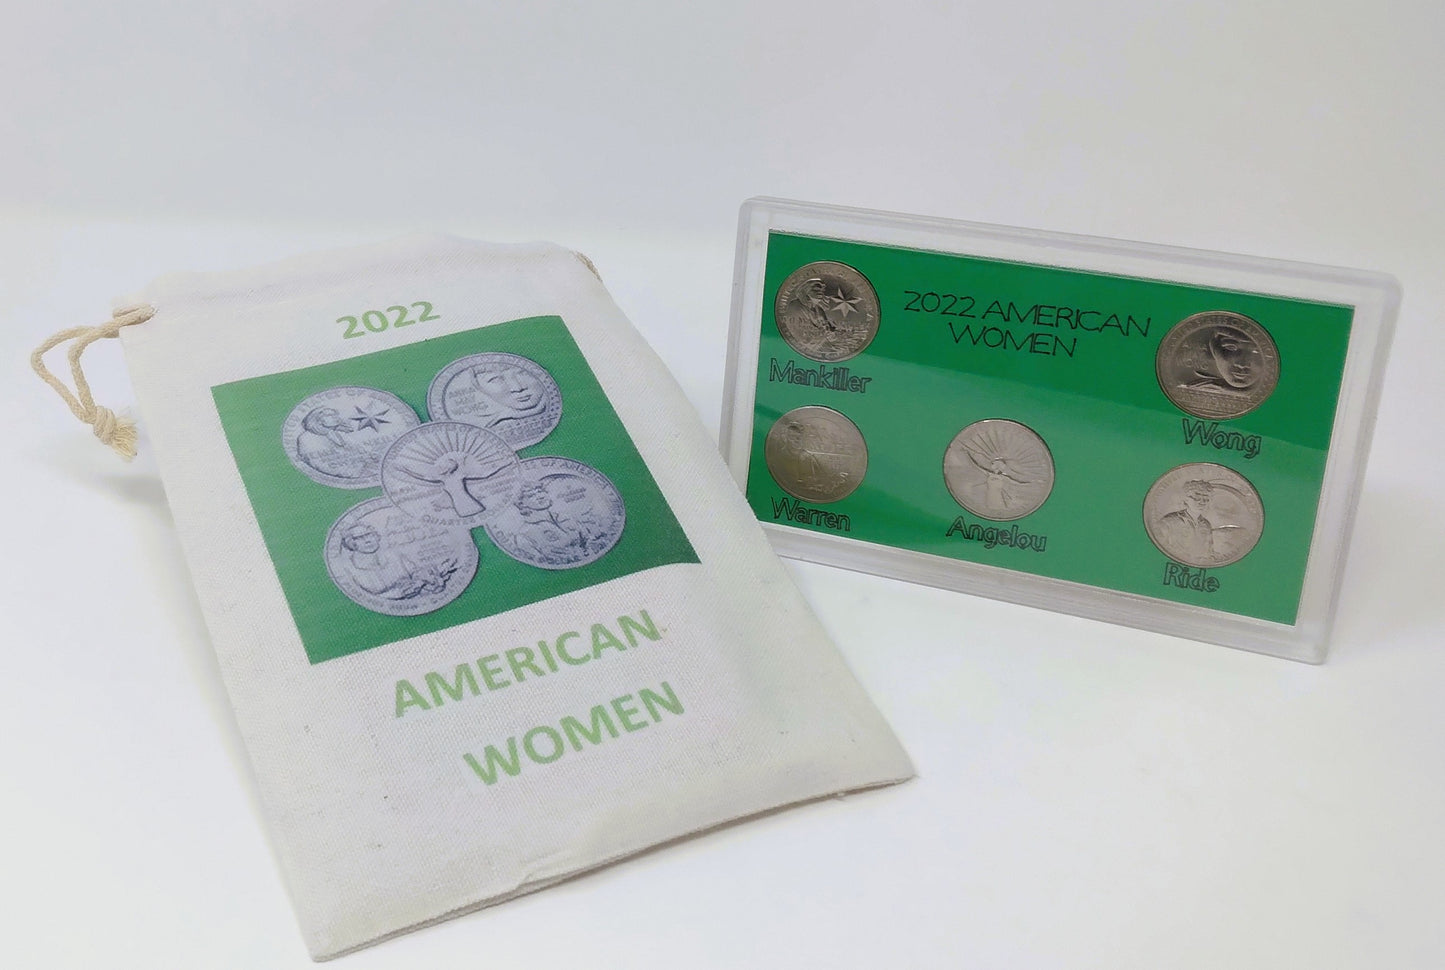 2022
AMERICAN
WOMEN
2022 AMERICAN
WOMEN
Mankiller
Wong
Warren
Angelou
Ride